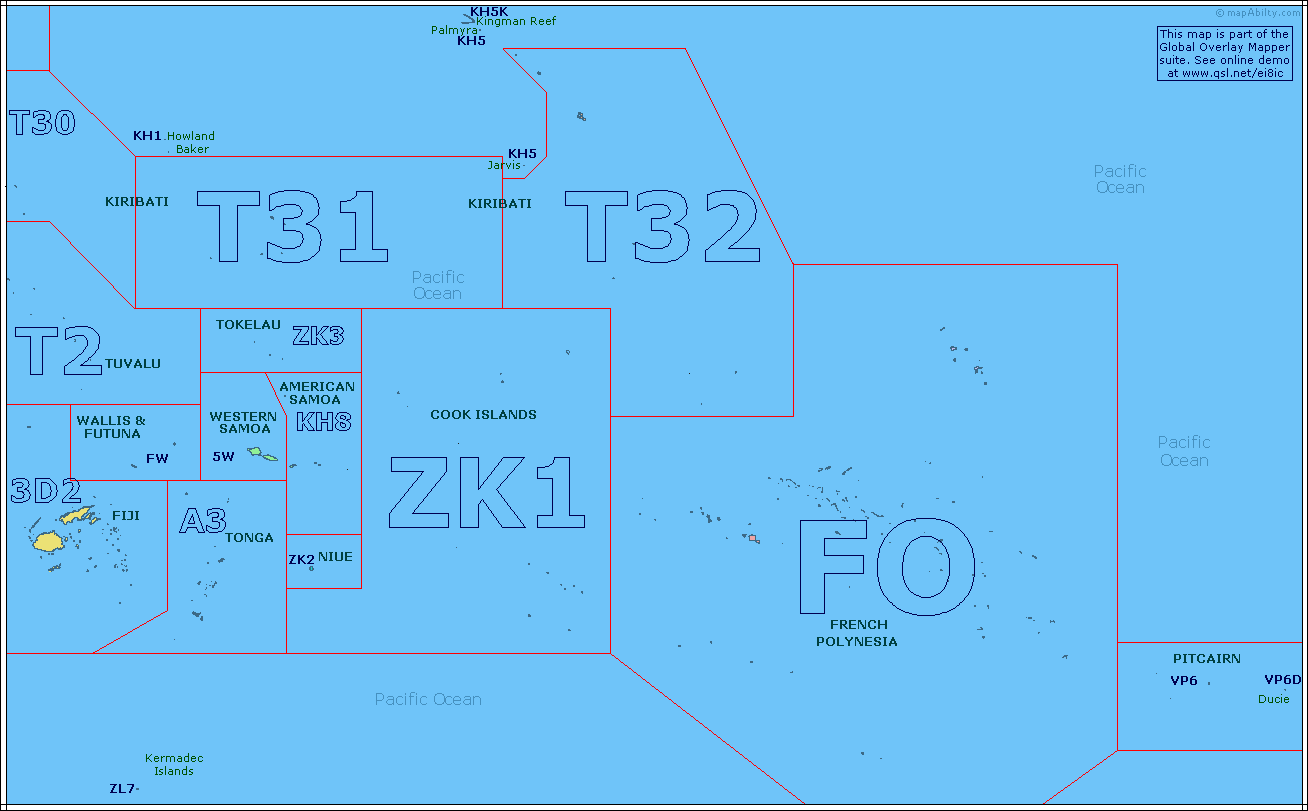 KH5K
© mapAbilty.com
Kingman Reef
Palmyra
KH5
This map is part of the
Global Overlay Mapper
suite. See online demo
at www.qsl.net/ei8ic
T30
KH1
Howland
Baker
KH5
Jarvis
Pacific
Ocean
KIRIBATI
T31
KIRIBATI
T32
Pacific
Ocean
T2
TUVALU
TOKELAU
ZK3
AMERICAN
SAMOA
KH8
WALLIS &
FUTUNA
FW
WESTERN
SAMOA
5W
COOK ISLANDS
ZK1
Pacific
Ocean
3D2
FIJI
A3
TONGA
ZK2
NIUE
FO
FRENCH
POLYNESIA
PITCAIRN
VP6
VP6D
Ducie
Pacific Ocean
Kermadec
Islands
ZL7